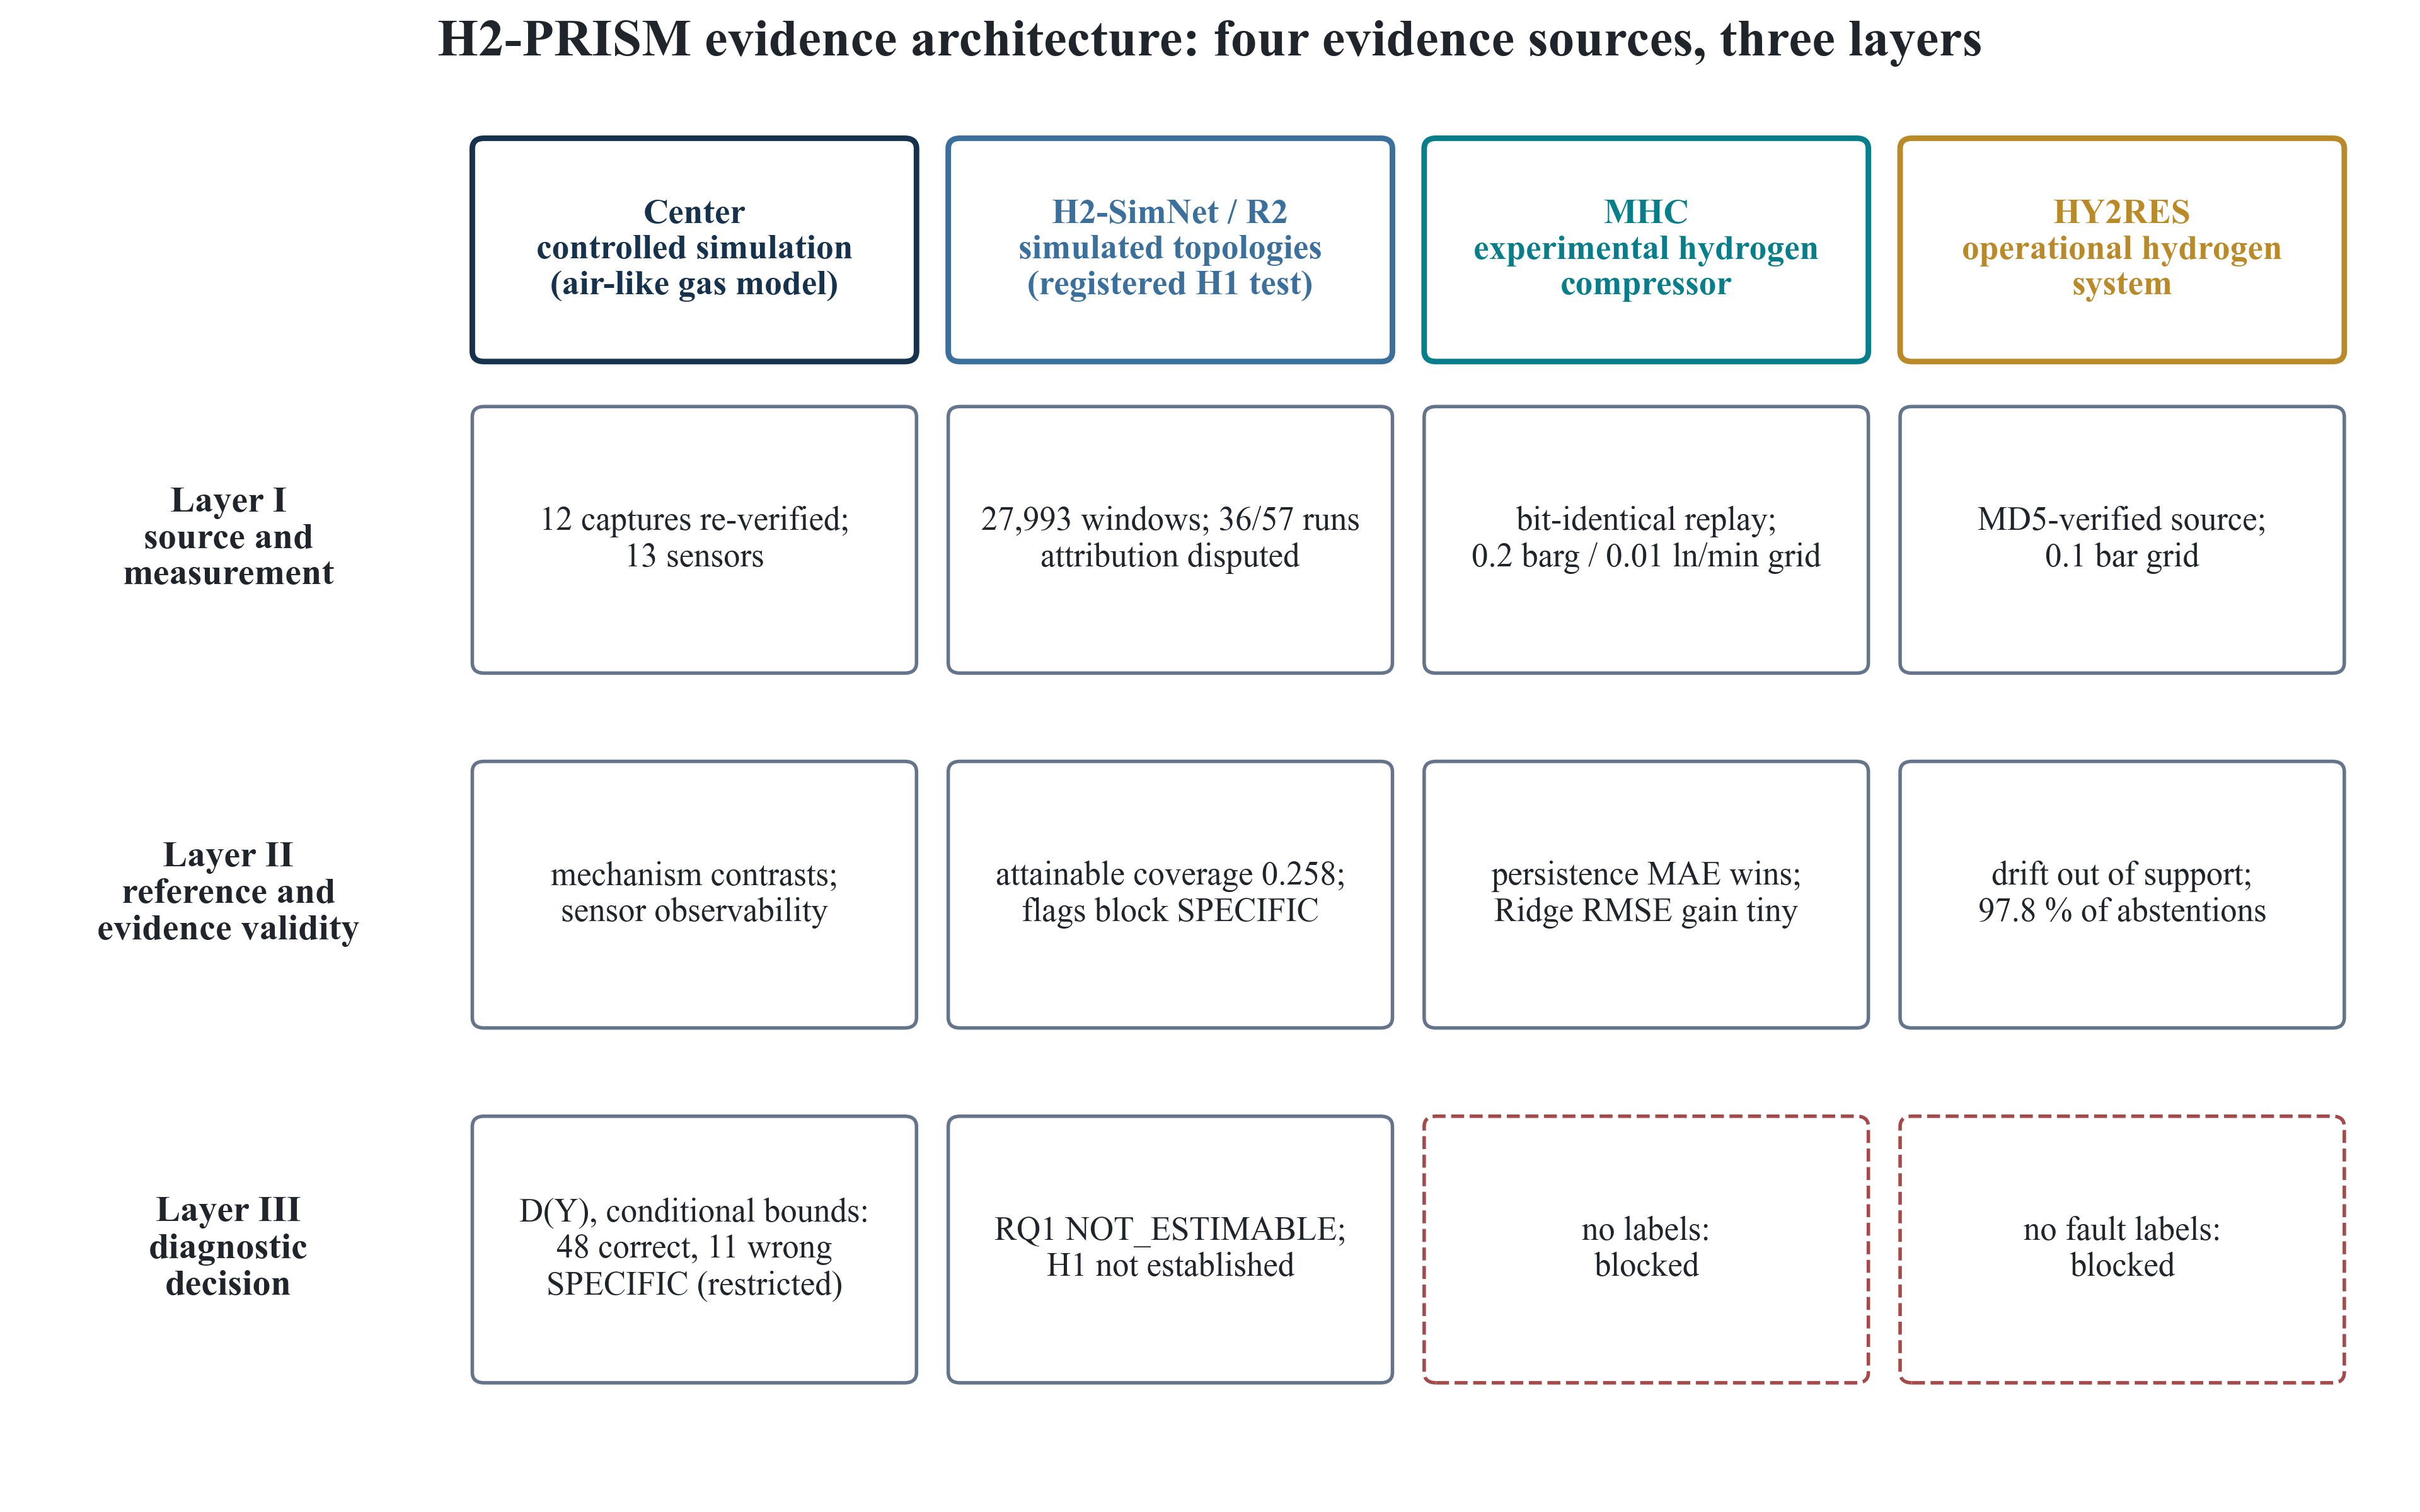 H2-PRISM evidence architecture: four evidence sources, three layers
Center
controlled simulation
(air-like gas model)
H2-SimNet / R2
simulated topologies
(registered H1 test)
MHC
experimental hydrogen
compressor
HY2RES
operational hydrogen
system
Layer I
source and
measurement
12 captures re-verified;
13 sensors
27,993 windows; 36/57 runs
attribution disputed
bit-identical replay;
0.2 barg / 0.01 ln/min grid
MD5-verified source;
0.1 bar grid
Layer II
reference and
evidence validity
mechanism contrasts;
sensor observability
attainable coverage 0.258;
flags block SPECIFIC
persistence MAE wins;
Ridge RMSE gain tiny
drift out of support;
97.8 % of abstentions
Layer III
diagnostic
decision
D(Y), conditional bounds:
48 correct, 11 wrong
SPECIFIC (restricted)
RQ1 NOT_ESTIMABLE;
H1 not established
no labels:
blocked
no fault labels:
blocked